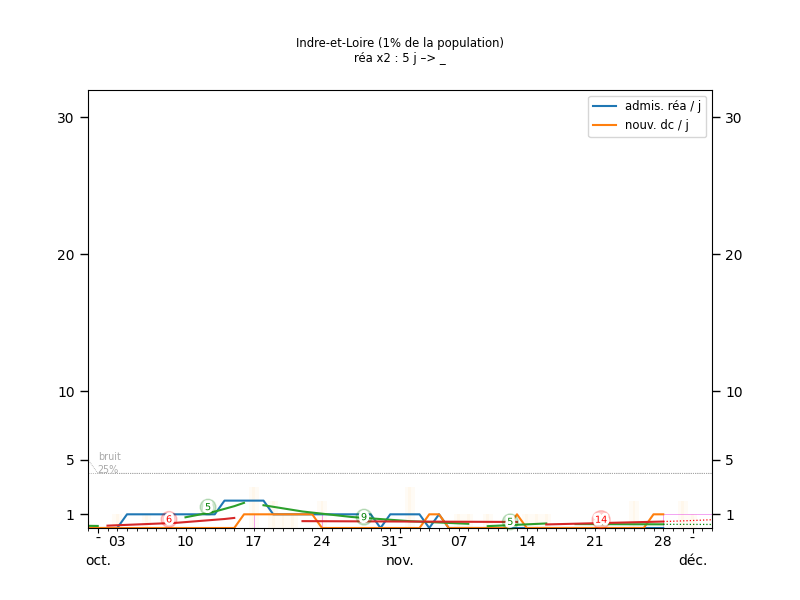 Indre-et-Loire (1% de la population)
réa x2 : 5 j –> _
admis. réa / j
nouv. dc / j
30 30
20 20
10 10
5 5
bruit
25%
1 1
6 5 9 5 14
- 03 10 17 24 31 - 07 14 21 28 -
oct. nov. déc.